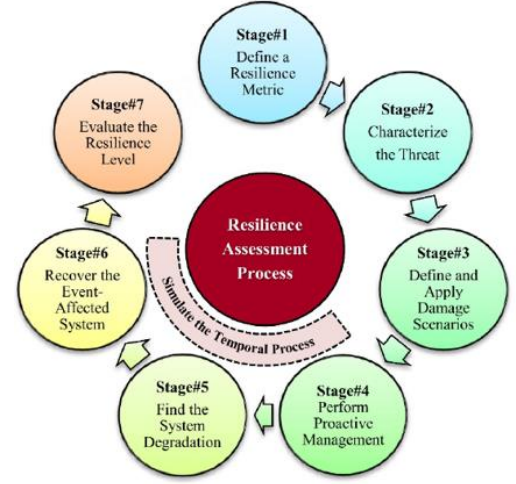 Stage#1
Define a
Resilience
Metric
Stage#2
Characterize
the Threat
Stage#3
Define and
Apply
Damage
Scenarios
Stage#4
Perform
Proactive
Management
Stage#5
Find the
System
Degradation
Stage#6
Recover the
Event-
Affected
System
Stage#7
Evaluate the
Resilience
Level
Resilience
Assessment
Process
Simulate the Temporal Process